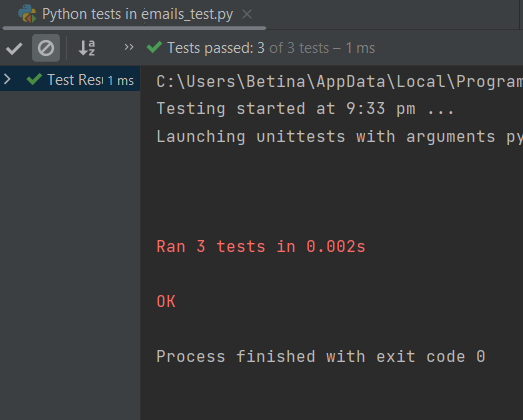 Python tests in emails_test.py
Tests passed: 3 of 3 tests – 1 ms
Test Res 1 ms
C:\Users\Betina\AppData\Local\Program
Testing started at 9:33 pm ...
Launching unittests with arguments py
Ran 3 tests in 0.002s
OK
Process finished with exit code 0